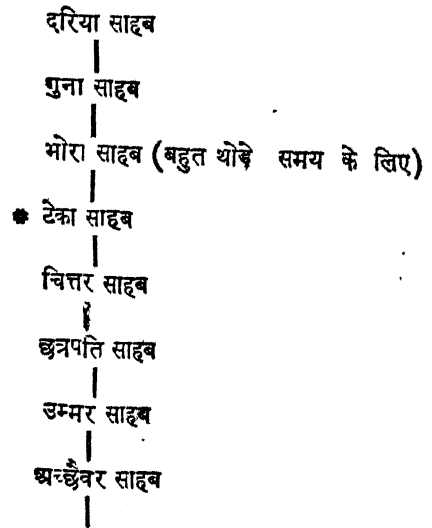 दरिया साहब
गुना साहब
भोरा साहब (बहुत थोड़े समय के लिए)
* टेका साहब
चित्तर साहब
छत्रपति साहब
उम्मर साहब
अच्छैवर साहब